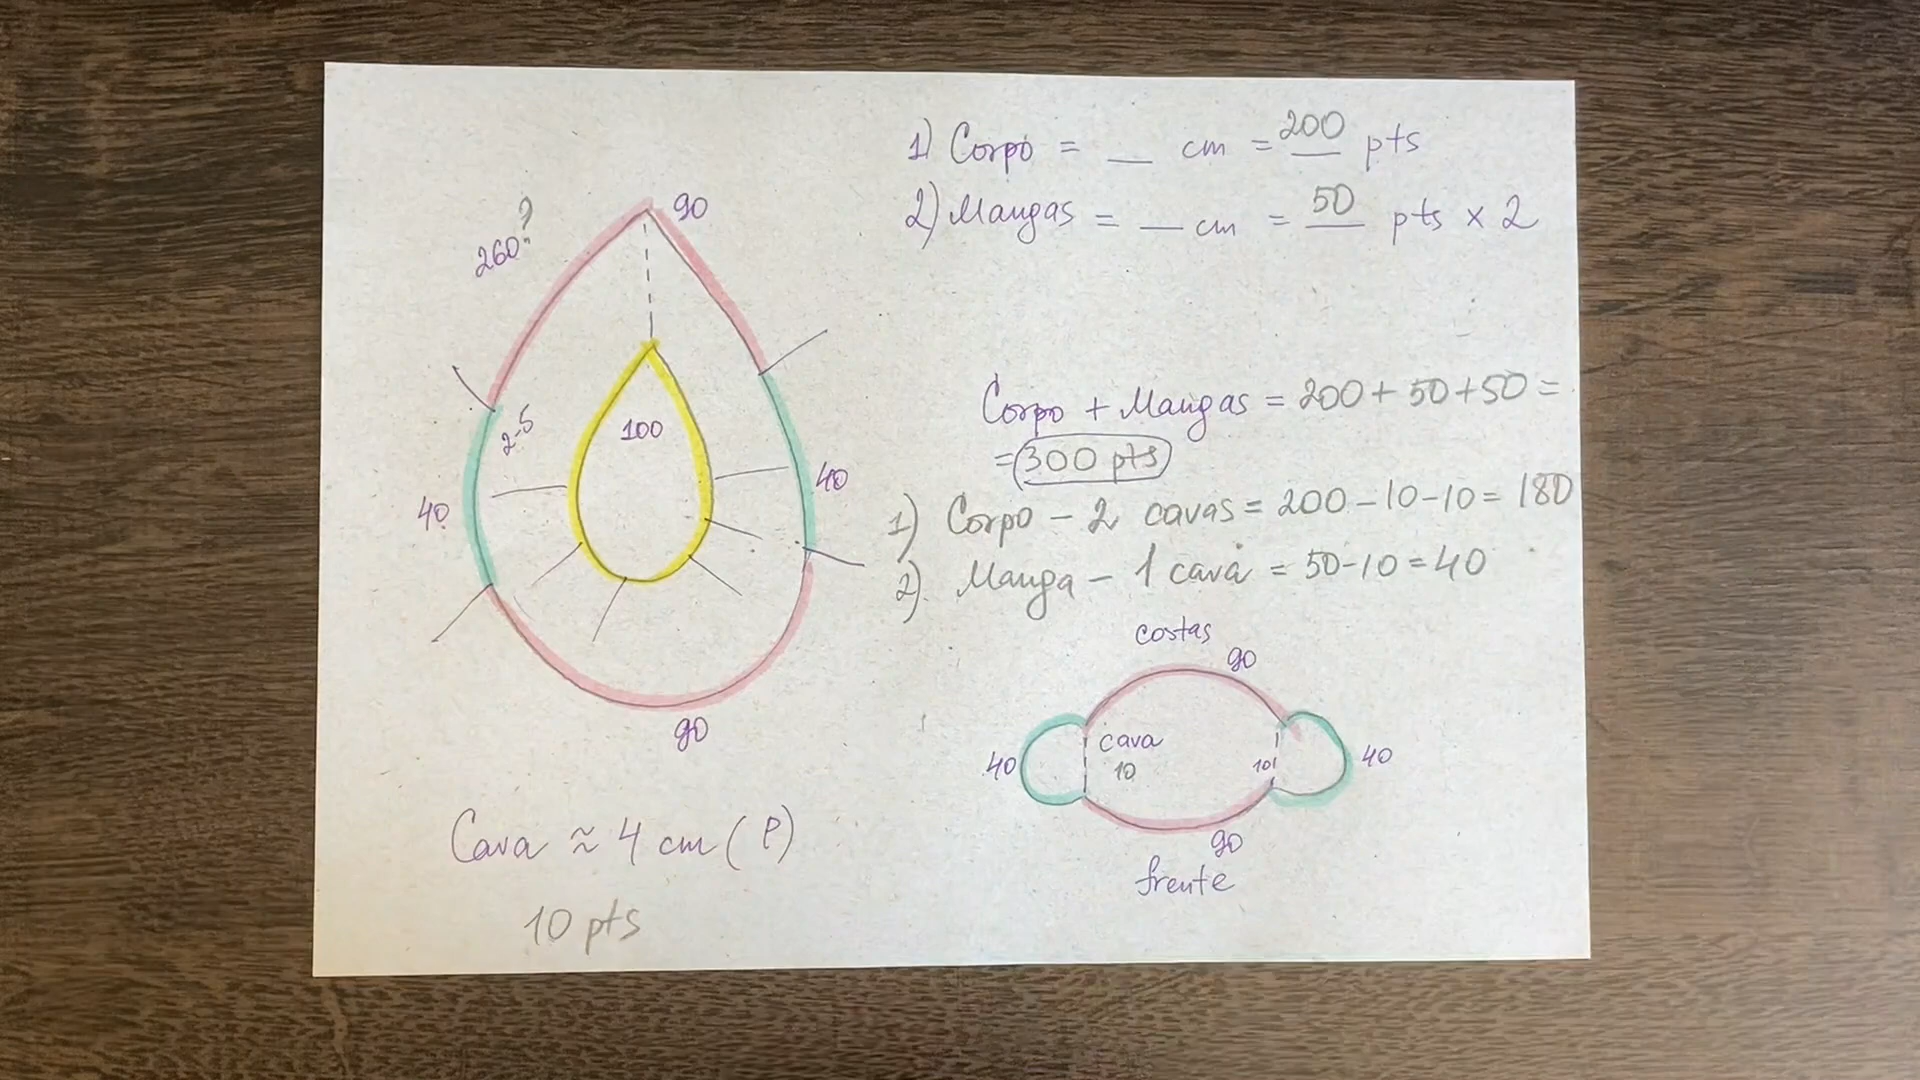 1) Corpo = __ cm = 200 pts
2) Mangas = __ cm = 50 pts x 2
90
260?
100
2-5
40
40
90
Corpo + Mangas = 200 + 50 + 50 =
= 300 pts
1) Corpo - 2 cavas = 200 - 10 - 10 = 180
2) Manga - 1 cava = 50 - 10 = 40
costas
90
cava
40
10
10
40
90
frente
Cava ≈ 4 cm (P)
10 pts